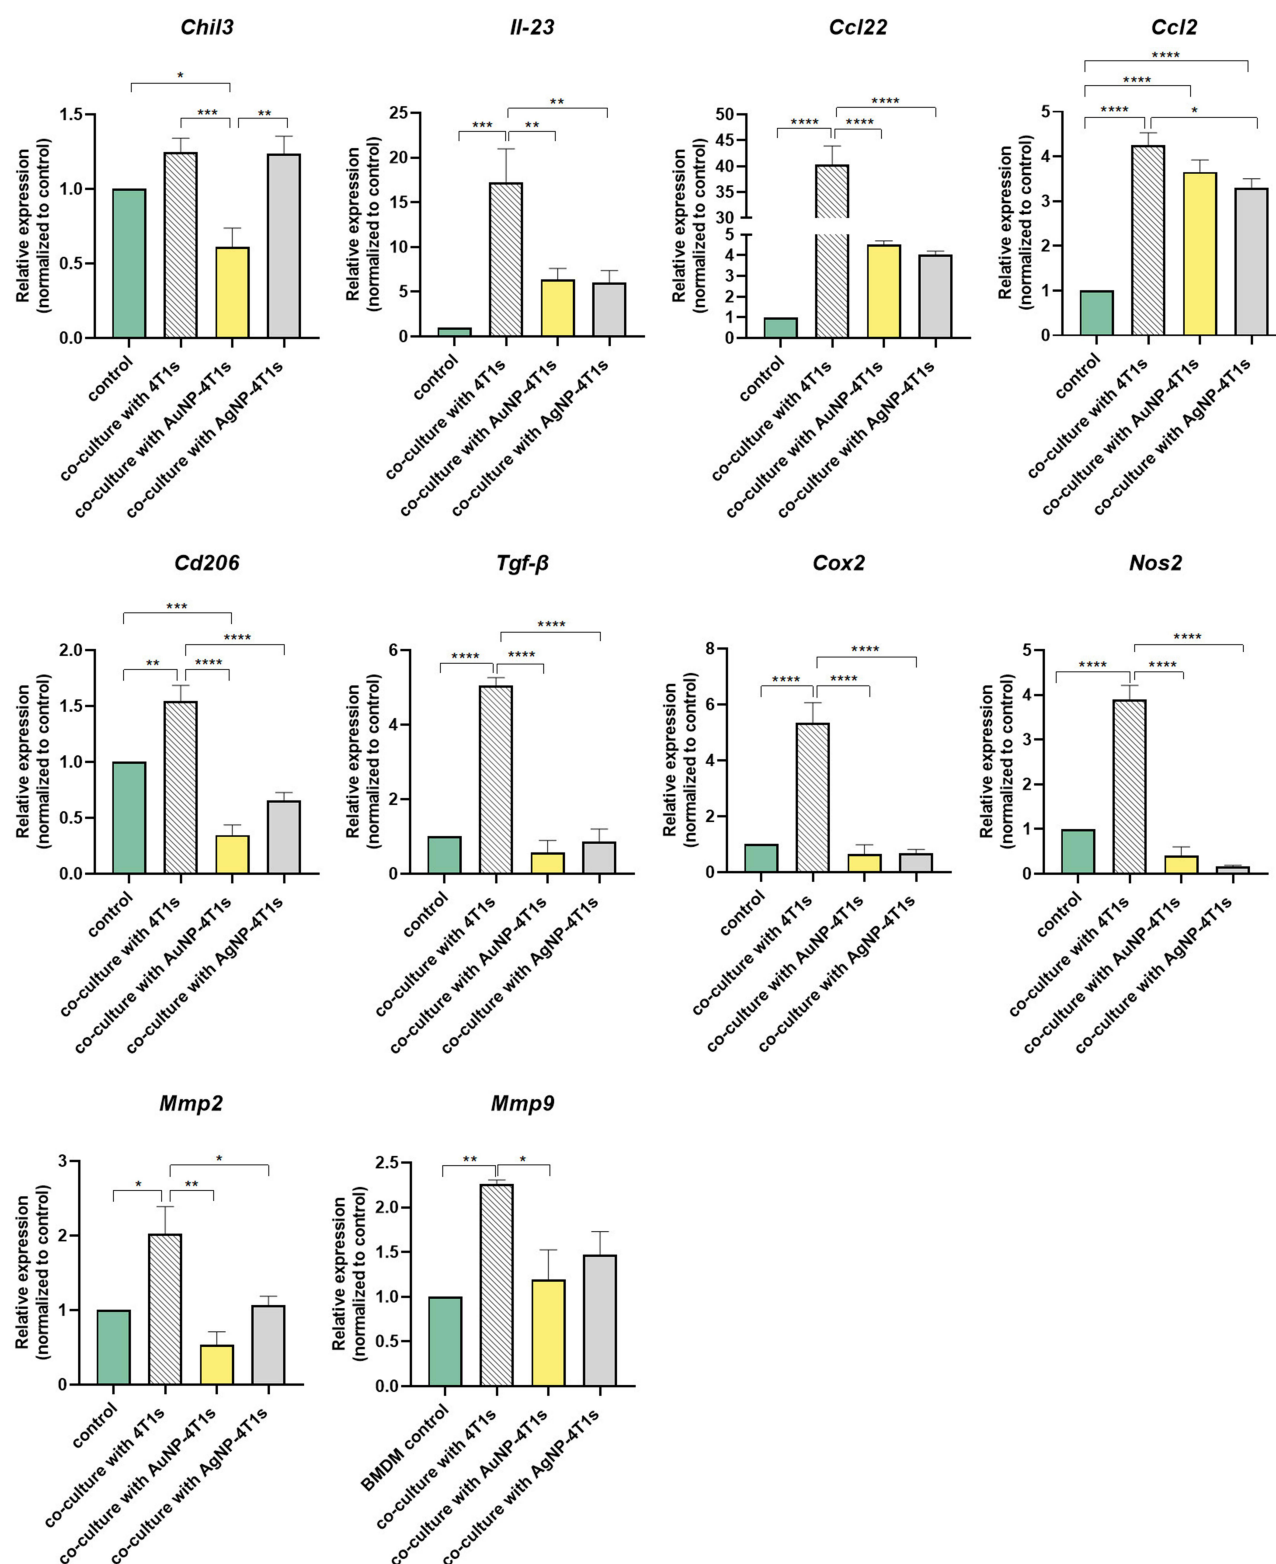 Chil3
*
***
**
Relative expression
(normalized to control)
1.5
1.0
0.5
0.0
control
co-culture with 4T1s
co-culture with AuNP-4T1s
co-culture with AgNP-4T1s
Il-23
**
***
**
Relative expression
(normalized to control)
25
20
15
10
5
0
control
co-culture with 4T1s
co-culture with AuNP-4T1s
co-culture with AgNP-4T1s
Ccl22
****
****
****
Relative expression
(normalized to control)
50
45
40
35
30
5
4
3
2
1
0
control
co-culture with 4T1s
co-culture with AuNP-4T1s
co-culture with AgNP-4T1s
Ccl2
****
****
****
*
Relative expression
(normalized to control)
5
4
3
2
1
0
control
co-culture with 4T1s
co-culture with AuNP-4T1s
co-culture with AgNP-4T1s
Cd206
***
****
**
****
Relative expression
(normalized to control)
2.0
1.5
1.0
0.5
0.0
control
co-culture with 4T1s
co-culture with AuNP-4T1s
co-culture with AgNP-4T1s
Tgf-β
****
****
****
Relative expression
(normalized to control)
6
4
2
0
control
co-culture with 4T1s
co-culture with AuNP-4T1s
co-culture with AgNP-4T1s
Cox2
****
****
****
Relative expression
(normalized to control)
8
6
4
2
0
control
co-culture with 4T1s
co-culture with AuNP-4T1s
co-culture with AgNP-4T1s
Nos2
****
****
****
Relative expression
(normalized to control)
5
4
3
2
1
0
control
co-culture with 4T1s
co-culture with AuNP-4T1s
co-culture with AgNP-4T1s
Mmp2
*
*
**
Relative expression
(normalized to control)
3
2
1
0
control
co-culture with 4T1s
co-culture with AuNP-4T1s
co-culture with AgNP-4T1s
Mmp9
**
*
Relative expression
(normalized to control)
2.5
2.0
1.5
1.0
0.5
0.0
BMDM control
co-culture with 4T1s
co-culture with AuNP-4T1s
co-culture with AgNP-4T1s